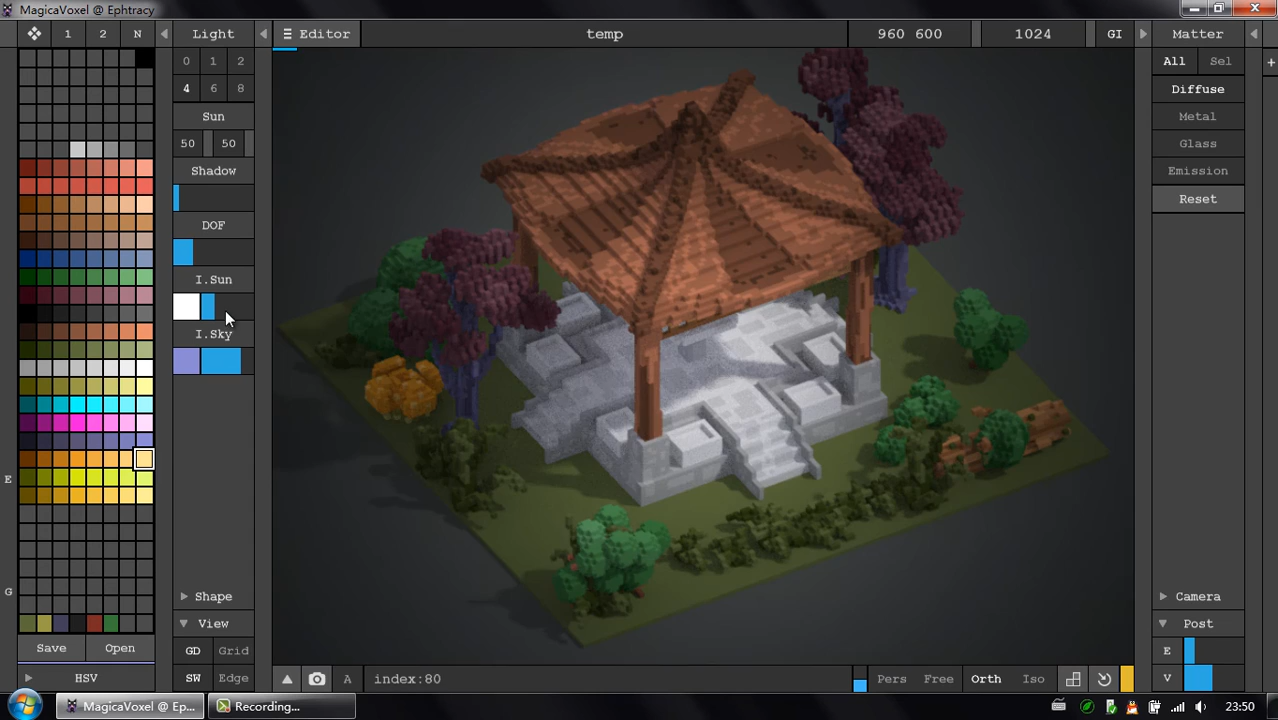 MagicaVoxel @ Ephtracy
1 2 N
Light
Editor
temp
960 600
1024
GI
Matter
0 1 2
4 6 8
Sun
50 50
Shadow
DOF
I.Sun
I.Sky
All Sel
Diffuse
Metal
Glass
Emission
Reset
E
G
Save Open
HSV
Shape
View
GD Grid
SW Edge
A
index:80
Pers Free Orth Iso
Camera
Post
E
V
MagicaVoxel @ Ep...
Recording...
23:50